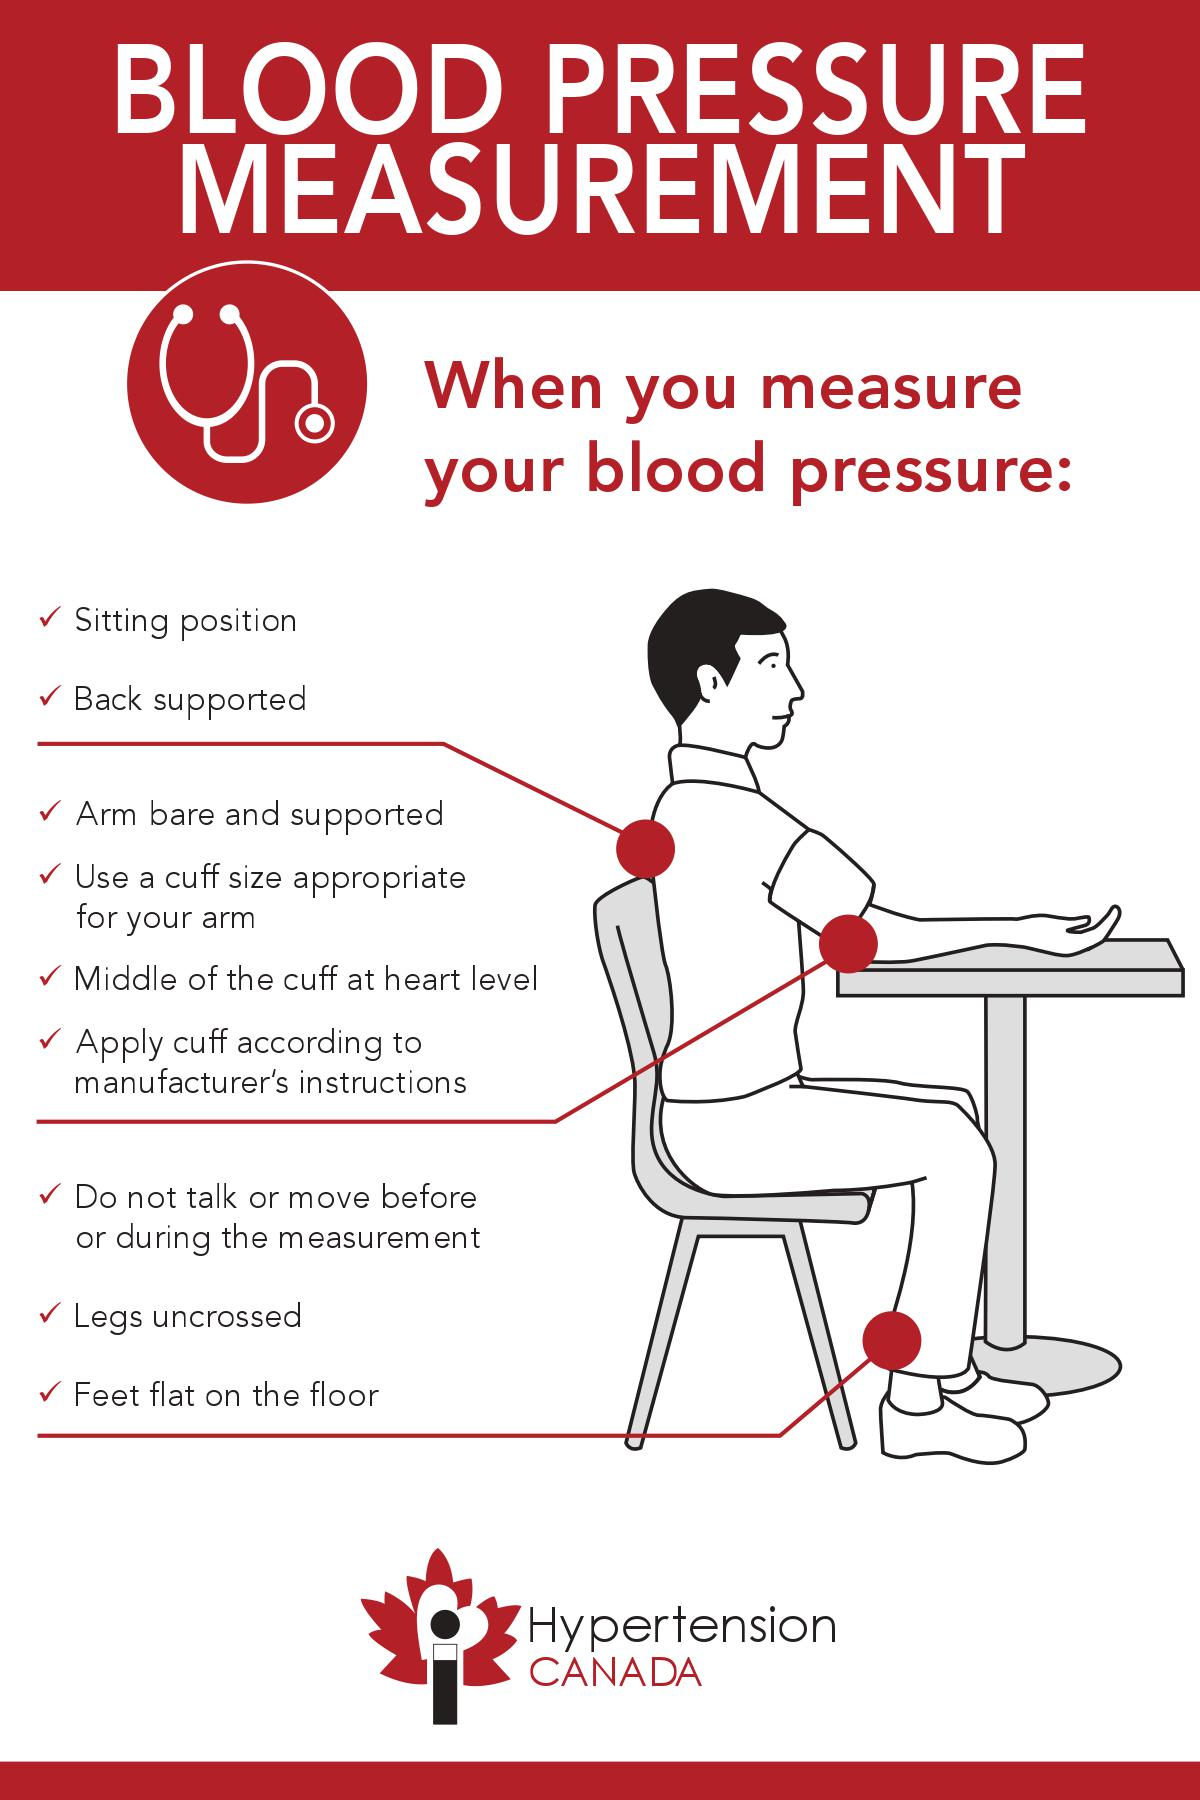 BLOOD PRESSURE
MEASUREMENT
When you measure
your blood pressure:
✓ Sitting position
✓ Back supported
✓ Arm bare and supported
✓ Use a cuff size appropriate
for your arm
✓ Middle of the cuff at heart level
✓ Apply cuff according to
manufacturer's instructions
✓ Do not talk or move before
or during the measurement
✓ Legs uncrossed
✓ Feet flat on the floor
Hypertension
CANADA